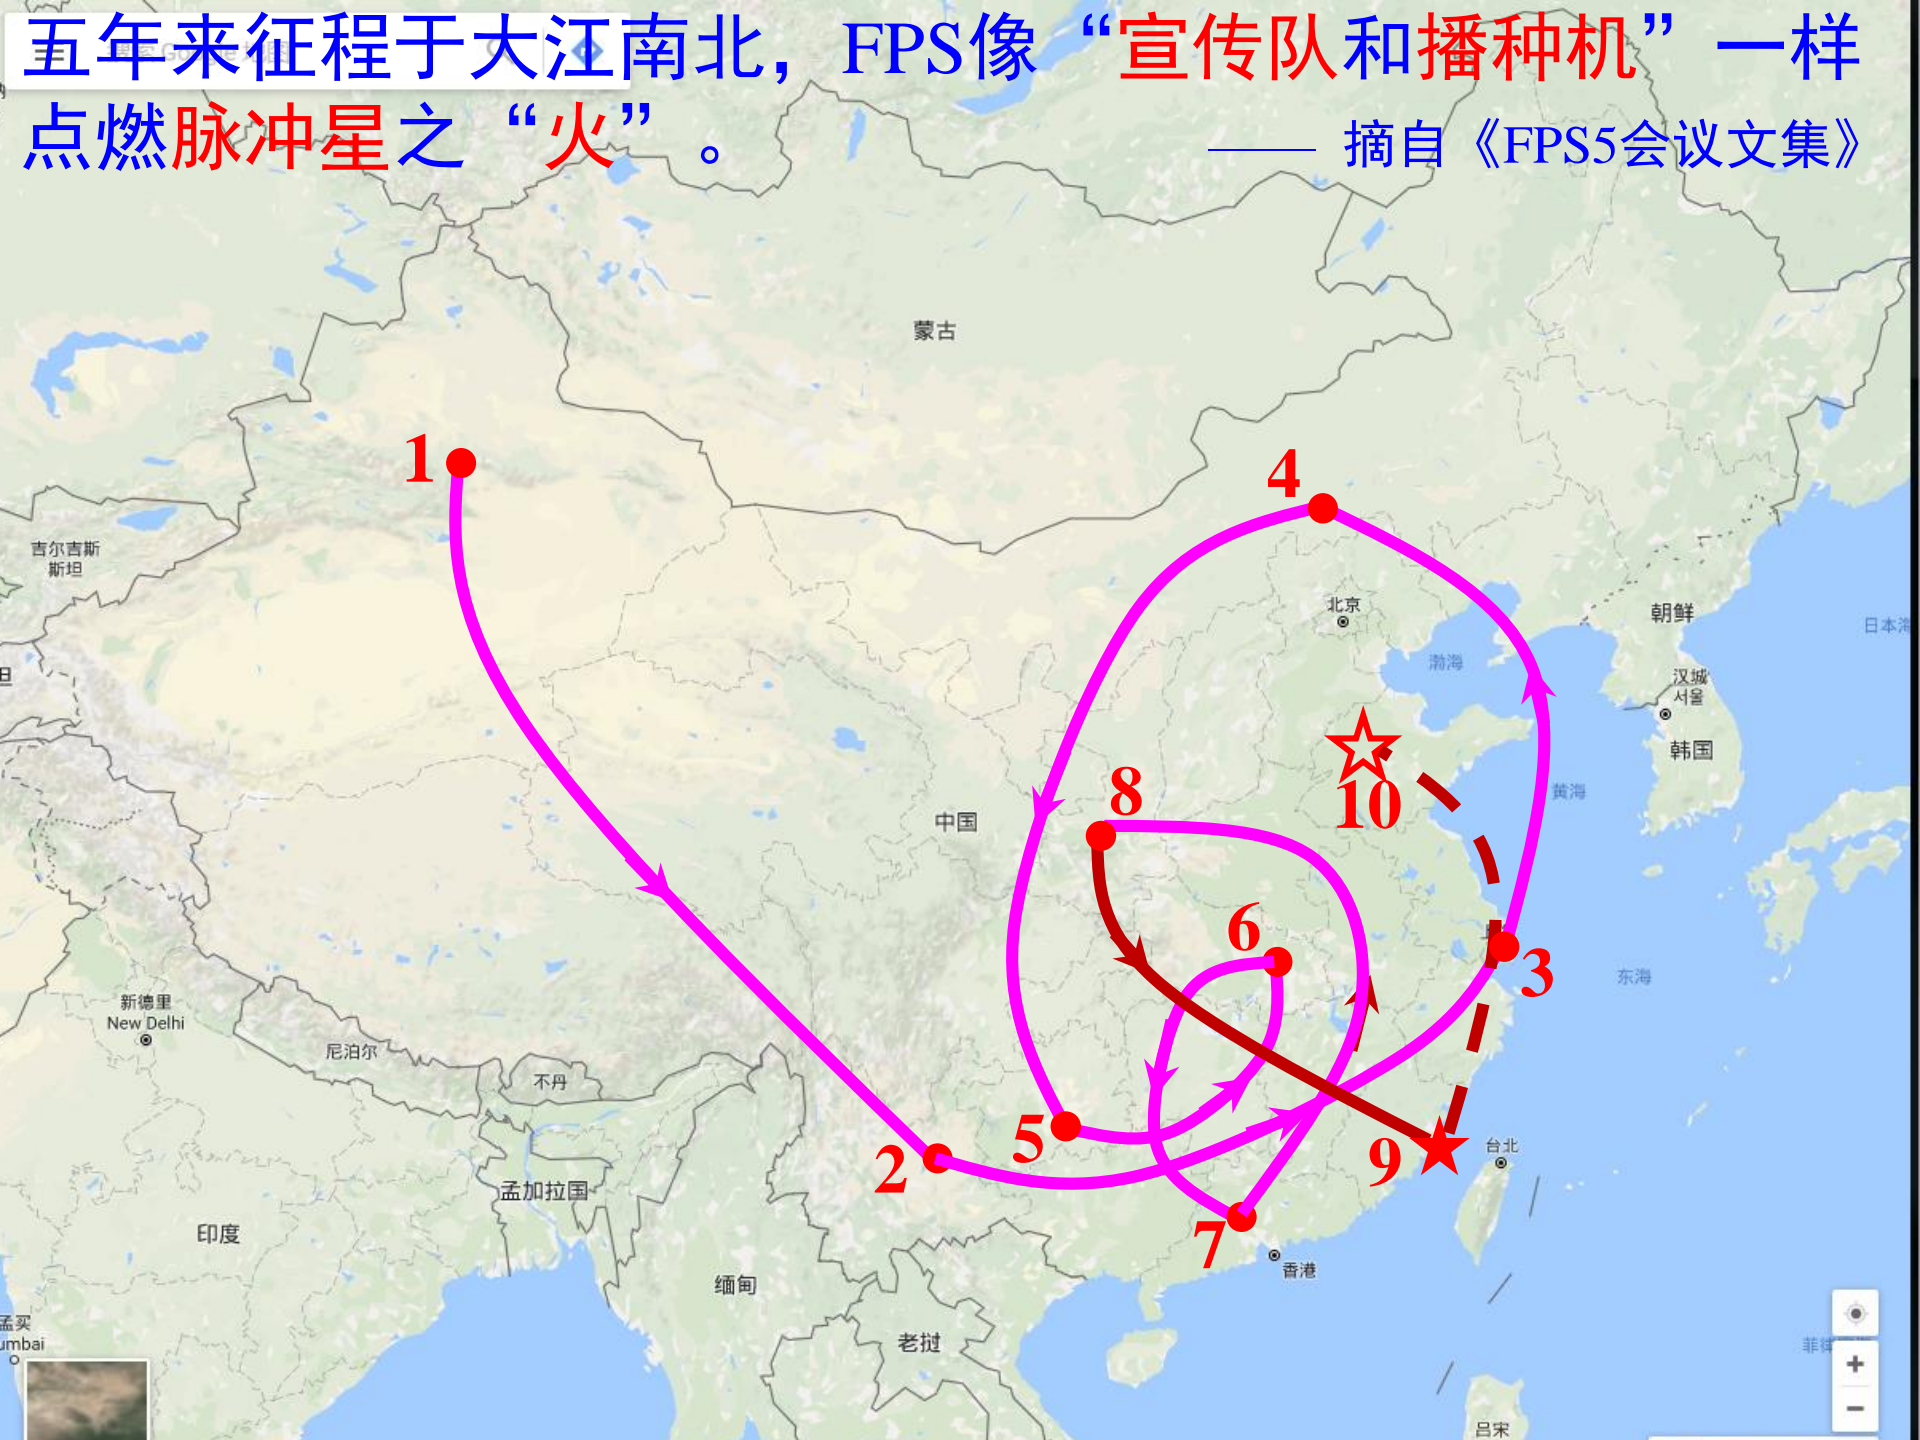 五年来征程于大江南北，FPS像“宣传队和播种机”一样
点燃脉冲星之“火”。
—— 摘自《FPS5会议文集》
蒙古
1
4
吉尔吉斯
斯坦
北京
朝鲜
日本海
渤海
汉城
서울
韩国
10
黄海
8
中国
6
3
东海
新德里
New Delhi
尼泊尔
不丹
5
2
9
台北
孟加拉国
7
印度
香港
缅甸
孟买
umbai
老挝
吕宋